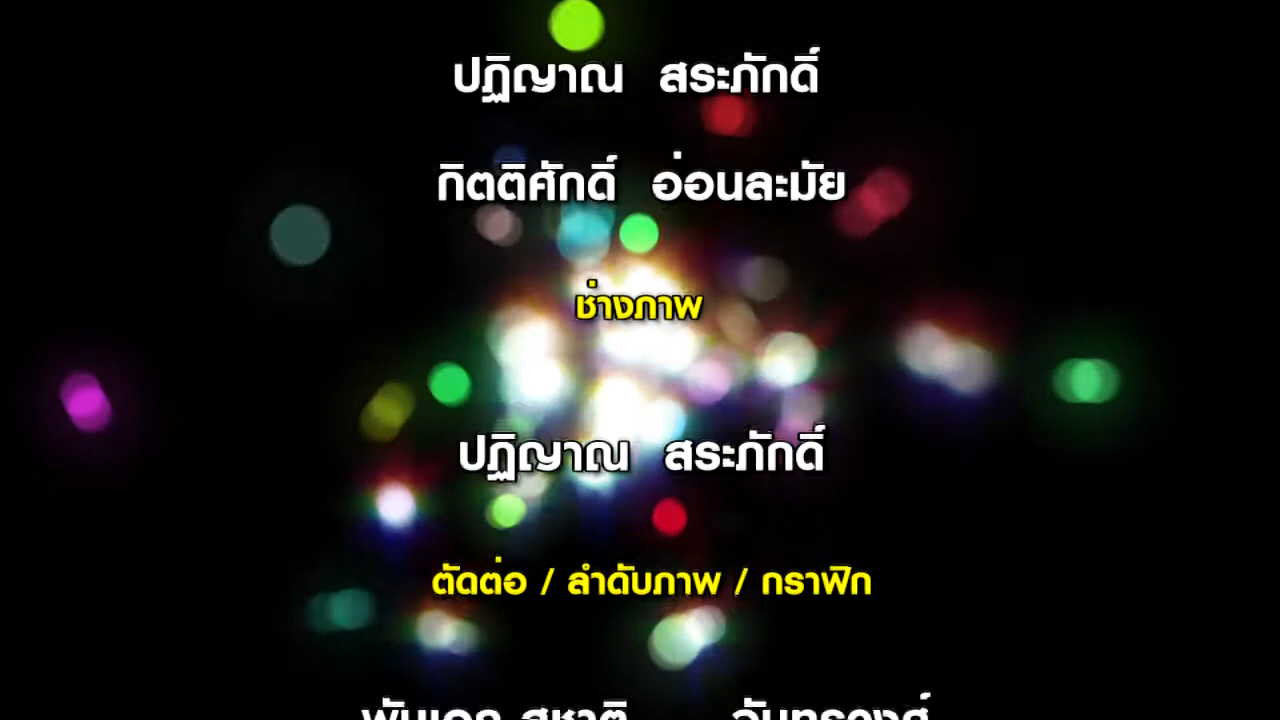 ปฏิญาณ สระภักดิ์
กิตติศักดิ์ อ่อนละมัย
ช่างภาพ
ปฏิญาณ สระภักดิ์
ตัดต่อ / ลำดับภาพ / กราฟิก